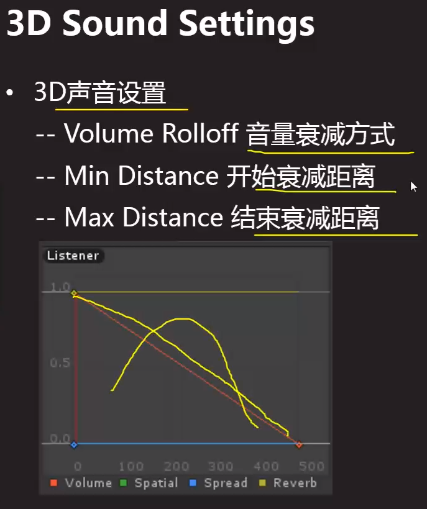 3D Sound Settings
• 3D声音设置
-- Volume Rolloff 音量衰减方式
-- Min Distance 开始衰减距离
-- Max Distance 结束衰减距离
Listener
1.0
0.5
0.0
0 100 200 300 400 500
Volume Spatial Spread Reverb